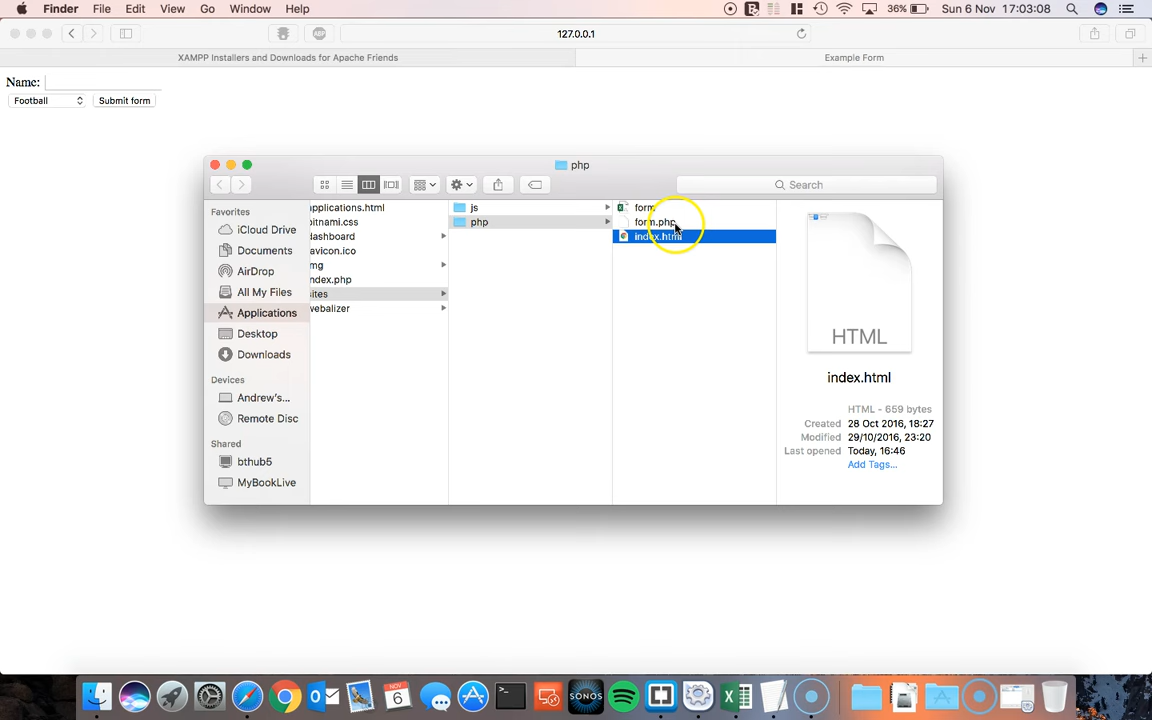 Finder File Edit View Go Window Help 36% Sun 6 Nov 17:03:08
127.0.0.1
XAMPP Installers and Downloads for Apache Friends Example Form
Name:
Football Submit form
php
Search
Favorites
iCloud Drive
Documents
AirDrop
All My Files
Applications
Desktop
Downloads
Devices
Andrew's...
Remote Disc
Shared
bthub5
MyBookLive
pplications.html
itnami.css
ashboard
avicon.ico
mg
ndex.php
ites
webalizer
js
php
form
form.php
index.html
HTML
index.html
HTML - 659 bytes
Created 28 Oct 2016, 18:27
Modified 29/10/2016, 23:20
Last opened Today, 16:46
Add Tags...
NOV
6
SONOS